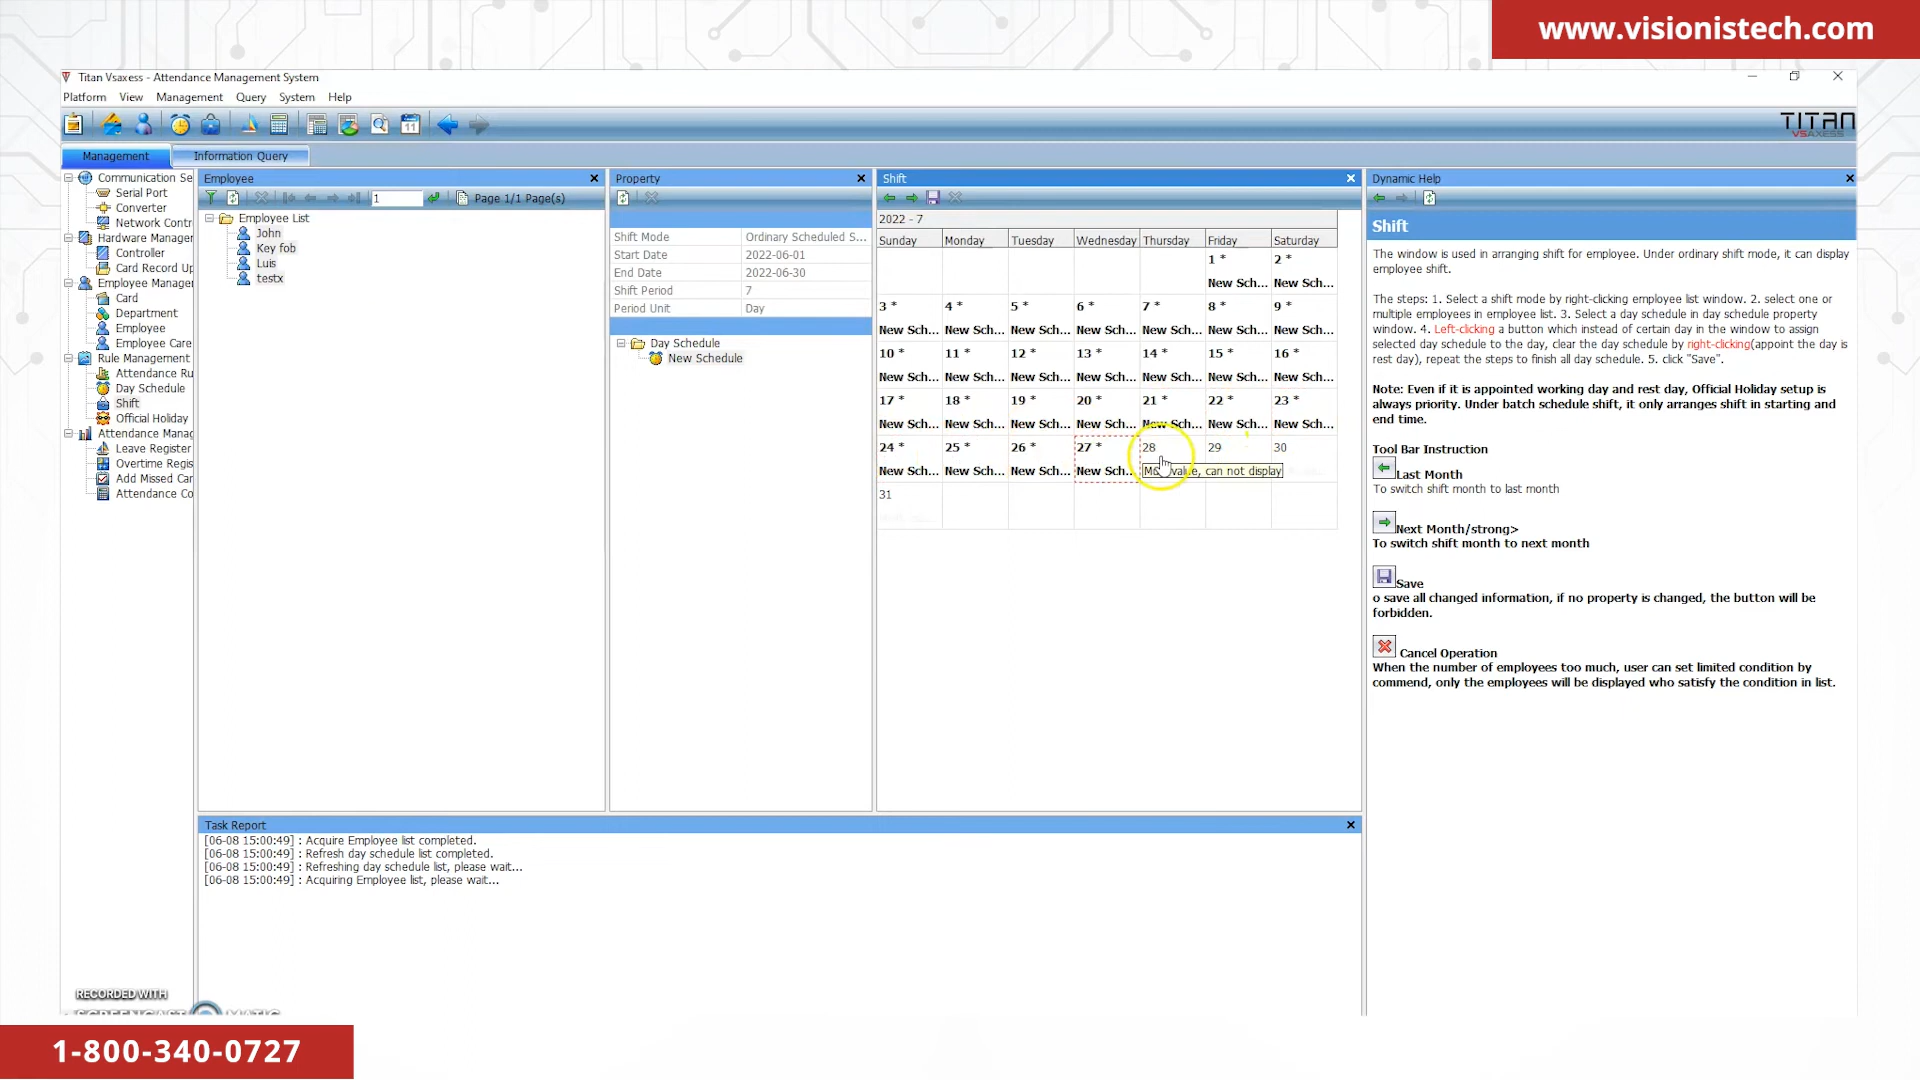 www.visionistech.com
Titan Vsaxess - Attendance Management System
Platform View Management Query System Help
11
TITAN
VSAXESS
Management Information Query
Communication Se
Serial Port
Converter
Network Contr
Hardware Manager
Controller
Card Record Up
Employee Manager
Card
Department
Employee
Employee Care
Rule Management
Attendance Ru
Day Schedule
Shift
Official Holiday
Attendance Manag
Leave Register
Overtime Regis
Add Missed Car
Attendance Co
Employee
1 Page 1/1 Page(s)
Employee List
John
Key fob
Luis
testx
Property
Shift Mode Ordinary Scheduled S...
Start Date 2022-06-01
End Date 2022-06-30
Shift Period 7
Period Unit Day
Day Schedule
New Schedule
Shift
2022 - 7
Sunday Monday Tuesday Wednesday Thursday Friday Saturday
1 * 2 *
New Sch... New Sch...
3 * 4 * 5 * 6 * 7 * 8 * 9 *
New Sch... New Sch... New Sch... New Sch... New Sch... New Sch... New Sch...
10 * 11 * 12 * 13 * 14 * 15 * 16 *
New Sch... New Sch... New Sch... New Sch... New Sch... New Sch... New Sch...
17 * 18 * 19 * 20 * 21 * 22 * 23 *
New Sch... New Sch... New Sch... New Sch... New Sch... New Sch... New Sch...
24 * 25 * 26 * 27 * 28 29 30
New Sch... New Sch... New Sch... New Sch... value, can not display
31
Dynamic Help
Shift
The window is used in arranging shift for employee. Under ordinary shift mode, it can display
employee shift.
The steps: 1. Select a shift mode by right-clicking employee list window. 2. select one or
multiple employees in employee list. 3. Select a day schedule in day schedule property
window. 4. Left-clicking a button which instead of certain day in the window to assign
selected day schedule to the day, clear the day schedule by right-clicking(appoint the day is
rest day), repeat the steps to finish all day schedule. 5. click "Save".
Note: Even if it is appointed working day and rest day, Official Holiday setup is
always priority. Under batch schedule shift, it only arranges shift in starting and
end time.
Tool Bar Instruction
Last Month
To switch shift month to last month
Next Month/strong>
To switch shift month to next month
Save
o save all changed information, if no property is changed, the button will be
forbidden.
Cancel Operation
When the number of employees too much, user can set limited condition by
commend, only the employees will be displayed who satisfy the condition in list.
Task Report
[06-08 15:00:49] : Acquire Employee list completed.
[06-08 15:00:49] : Refresh day schedule list completed.
[06-08 15:00:49] : Refreshing day schedule list, please wait...
[06-08 15:00:49] : Acquiring Employee list, please wait...
RECORDED WITH
1-800-340-0727